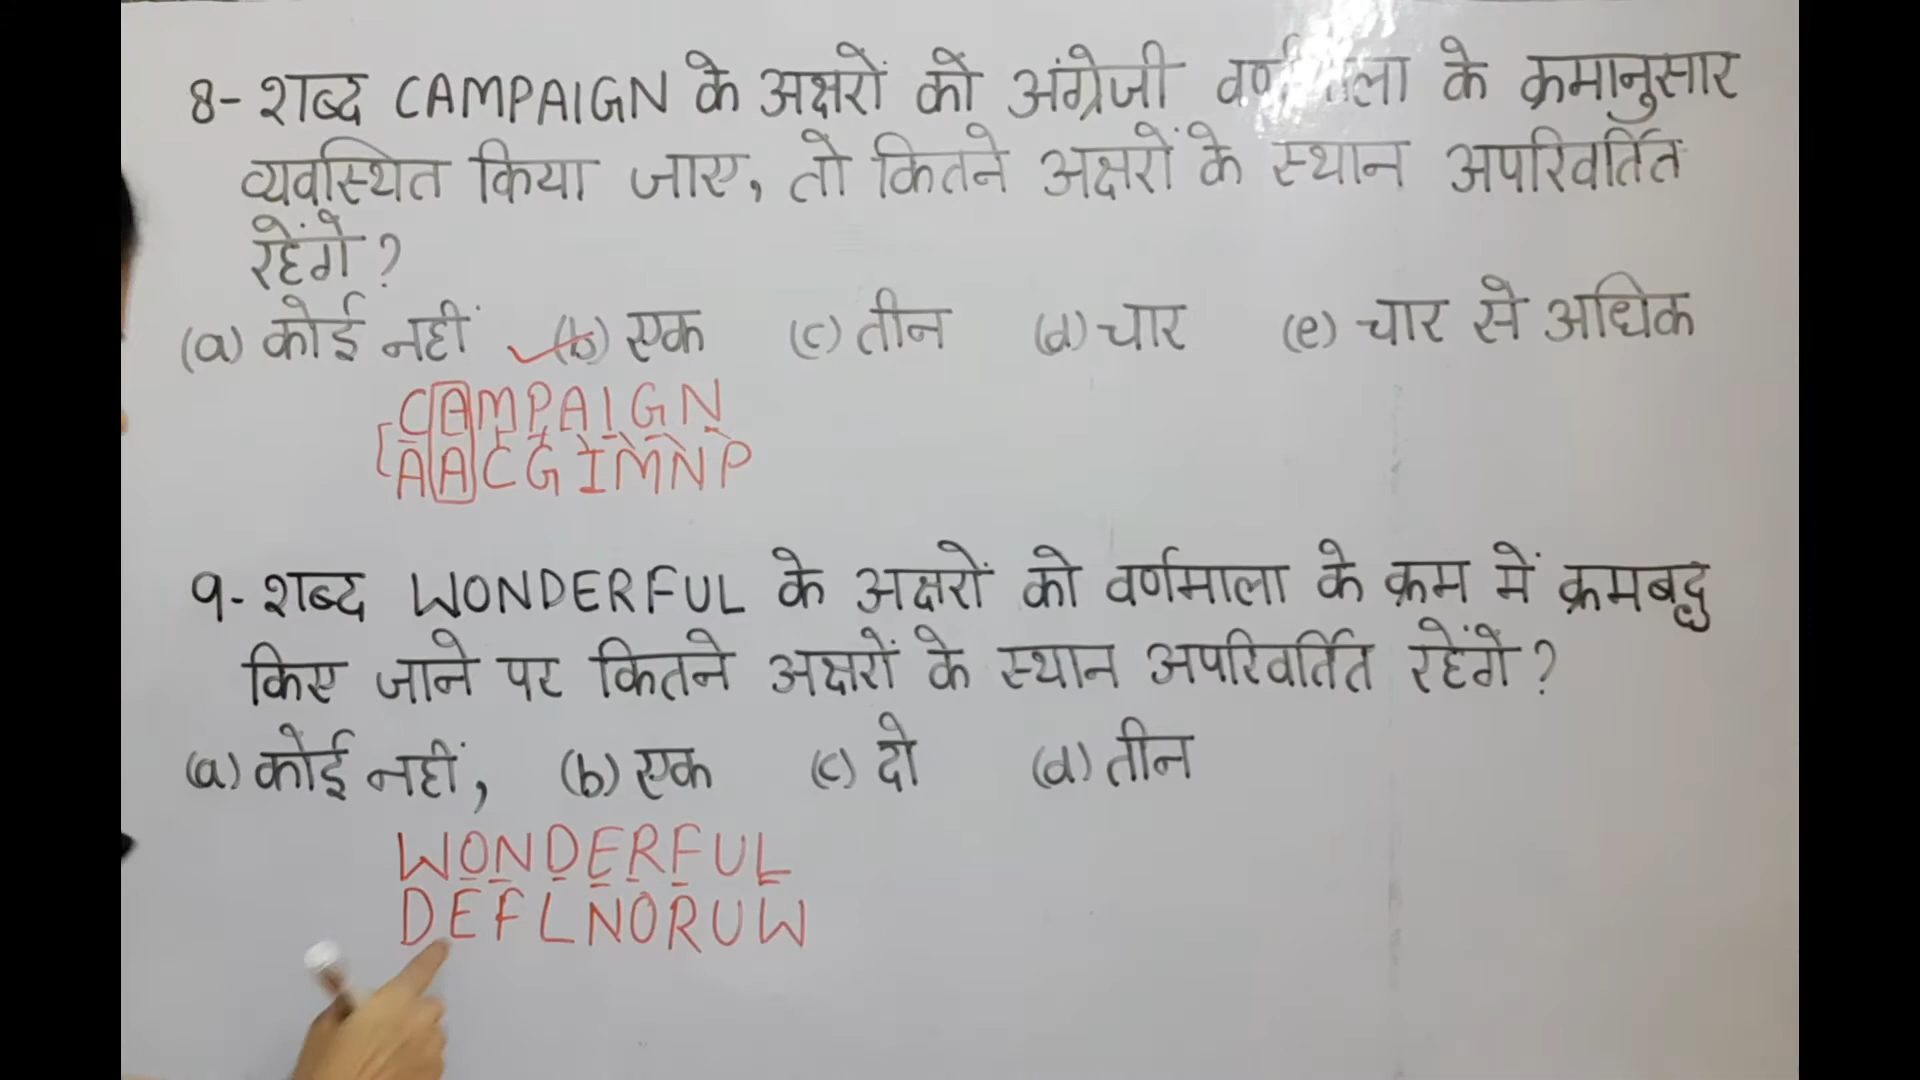 8- शब्द CAMPAIGN के अक्षरों को अंग्रेजी वर्णमाला के क्रमानुसार
व्यवस्थित किया जाए, तो कितने अक्षरों के स्थान अपरिवर्तित
रहेंगे ?
(a) कोई नहीं (b) एक (c) तीन (d) चार (e) चार से अधिक
CAMPAIGN
AACGIMNP
9- शब्द WONDERFUL के अक्षरों को वर्णमाला के क्रम में क्रमबद्ध
किए जाने पर कितने अक्षरों के स्थान अपरिवर्तित रहेंगे ?
(a) कोई नहीं, (b) एक (c) दो (d) तीन
WONDERFUL
DEFLNORUW